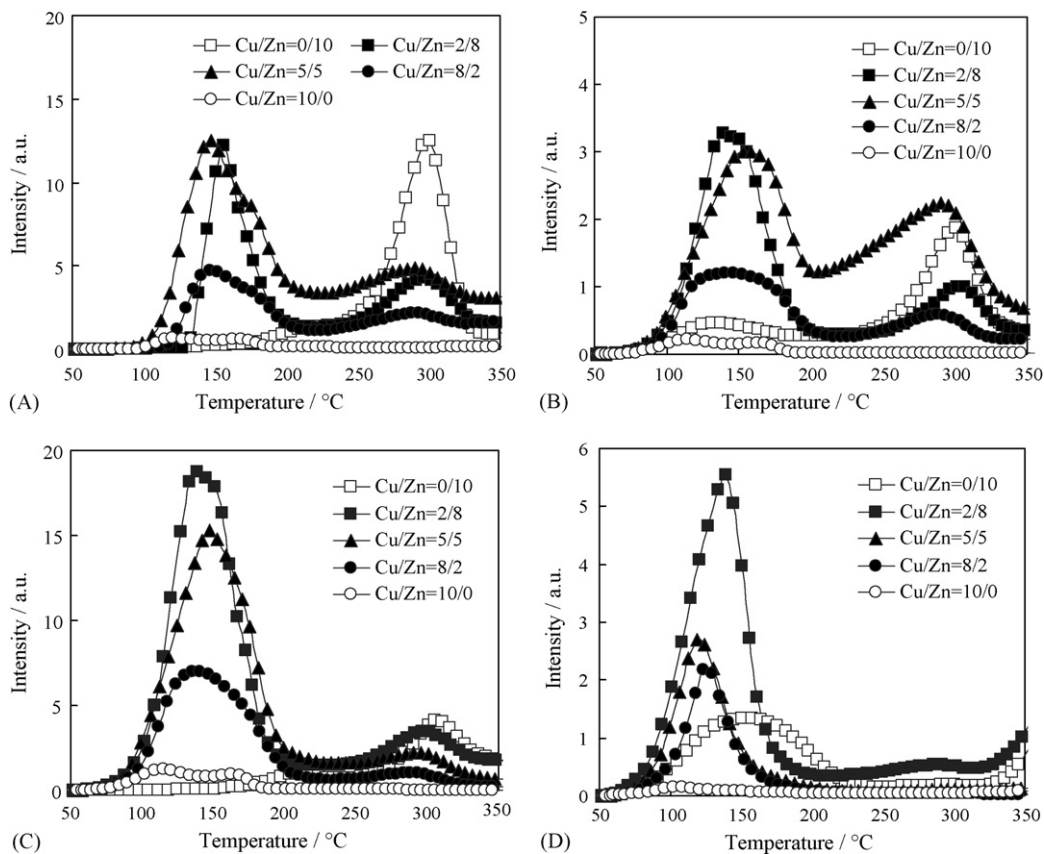 20
15
10
5
0
Intensity / a.u.
Cu/Zn=0/10 Cu/Zn=2/8
Cu/Zn=5/5 Cu/Zn=8/2
Cu/Zn=10/0
50 100 150 200 250 300 350
Temperature / °C
(A)
5
4
3
2
1
0
Intensity / a.u.
Cu/Zn=0/10
Cu/Zn=2/8
Cu/Zn=5/5
Cu/Zn=8/2
Cu/Zn=10/0
50 100 150 200 250 300 350
Temperature / °C
(B)
20
15
10
5
0
Intensity / a.u.
Cu/Zn=0/10
Cu/Zn=2/8
Cu/Zn=5/5
Cu/Zn=8/2
Cu/Zn=10/0
50 100 150 200 250 300 350
Temperature / °C
(C)
6
5
4
3
2
1
0
Intensity / a.u.
Cu/Zn=0/10
Cu/Zn=2/8
Cu/Zn=5/5
Cu/Zn=8/2
Cu/Zn=10/0
50 100 150 200 250 300 350
Temperature / °C
(D)